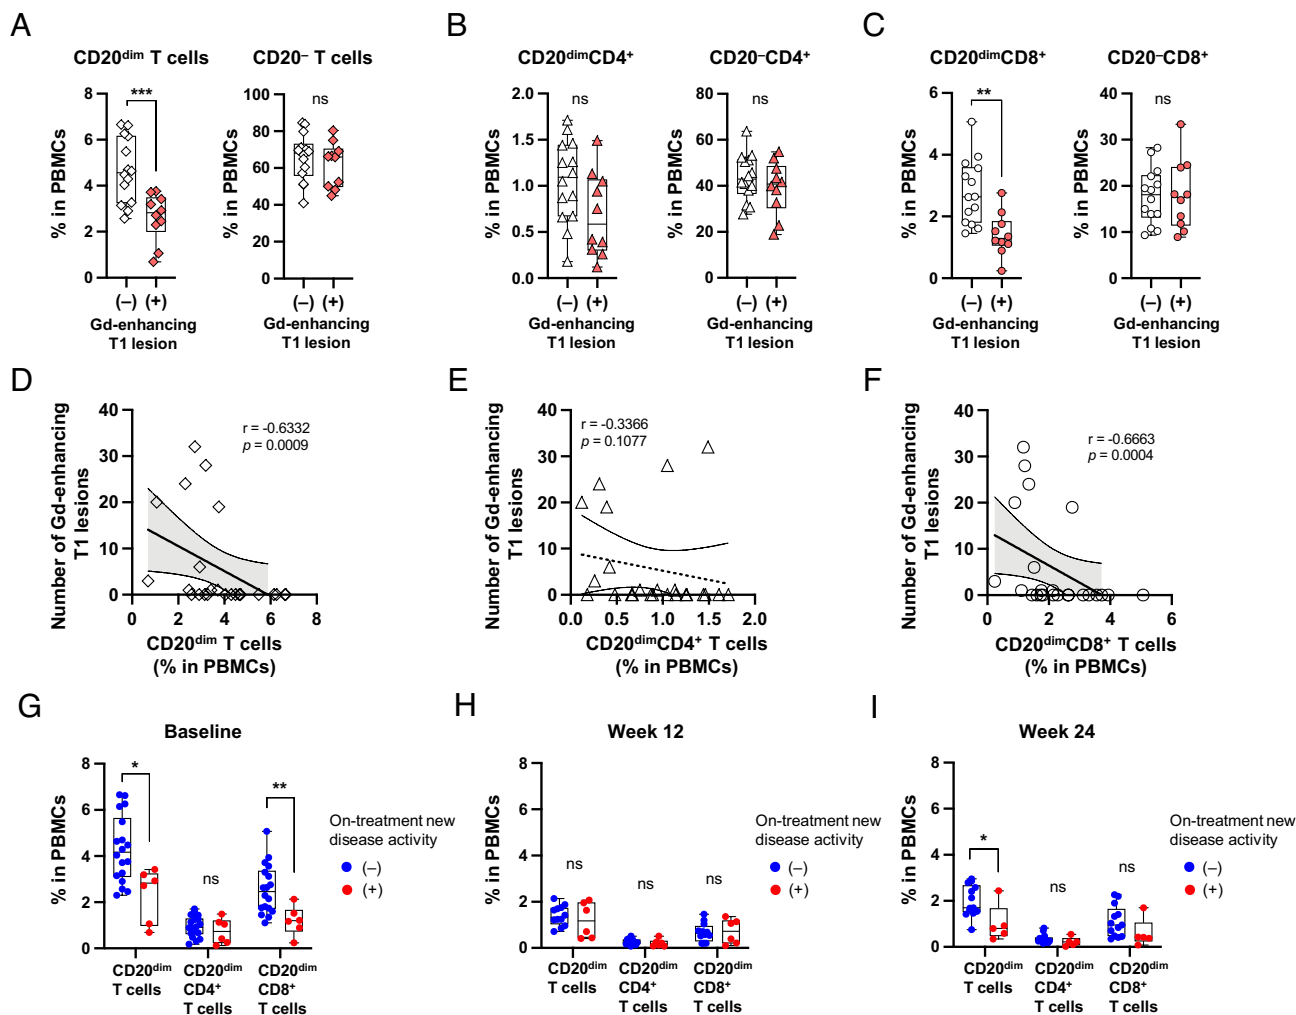 A
B
C
CD20dim T cells
CD20– T cells
CD20dimCD4+
CD20–CD4+
CD20dimCD8+
CD20–CD8+
% in PBMCs
8
6
4
2
0
***
(–) (+)
Gd-enhancing
T1 lesion
% in PBMCs
100
80
60
40
20
0
ns
(–) (+)
Gd-enhancing
T1 lesion
% in PBMCs
2.0
1.5
1.0
0.5
0.0
ns
(–) (+)
Gd-enhancing
T1 lesion
% in PBMCs
80
60
40
20
0
ns
(–) (+)
Gd-enhancing
T1 lesion
% in PBMCs
6
4
2
0
**
(–) (+)
Gd-enhancing
T1 lesion
% in PBMCs
40
30
20
10
0
ns
(–) (+)
Gd-enhancing
T1 lesion
D
Number of Gd-enhancing
T1 lesions
40
30
20
10
0
r = -0.6332
p = 0.0009
0 2 4 6 8
CD20dim T cells
(% in PBMCs)
E
Number of Gd-enhancing
T1 lesions
40
30
20
10
0
r = -0.3366
p = 0.1077
0.0 0.5 1.0 1.5 2.0
CD20dimCD4+ T cells
(% in PBMCs)
F
Number of Gd-enhancing
T1 lesions
40
30
20
10
0
r = -0.6663
p = 0.0004
0 2 4 6
CD20dimCD8+ T cells
(% in PBMCs)
G
Baseline
% in PBMCs
8
6
4
2
0
*
ns
**
CD20dim
T cells
CD20dim
CD4+
T cells
CD20dim
CD8+
T cells
On-treatment new
disease activity
(–)
(+)
H
Week 12
% in PBMCs
8
6
4
2
0
ns
ns
ns
CD20dim
T cells
CD20dim
CD4+
T cells
CD20dim
CD8+
T cells
On-treatment new
disease activity
(–)
(+)
I
Week 24
% in PBMCs
8
6
4
2
0
*
ns
ns
CD20dim
T cells
CD20dim
CD4+
T cells
CD20dim
CD8+
T cells
On-treatment new
disease activity
(–)
(+)